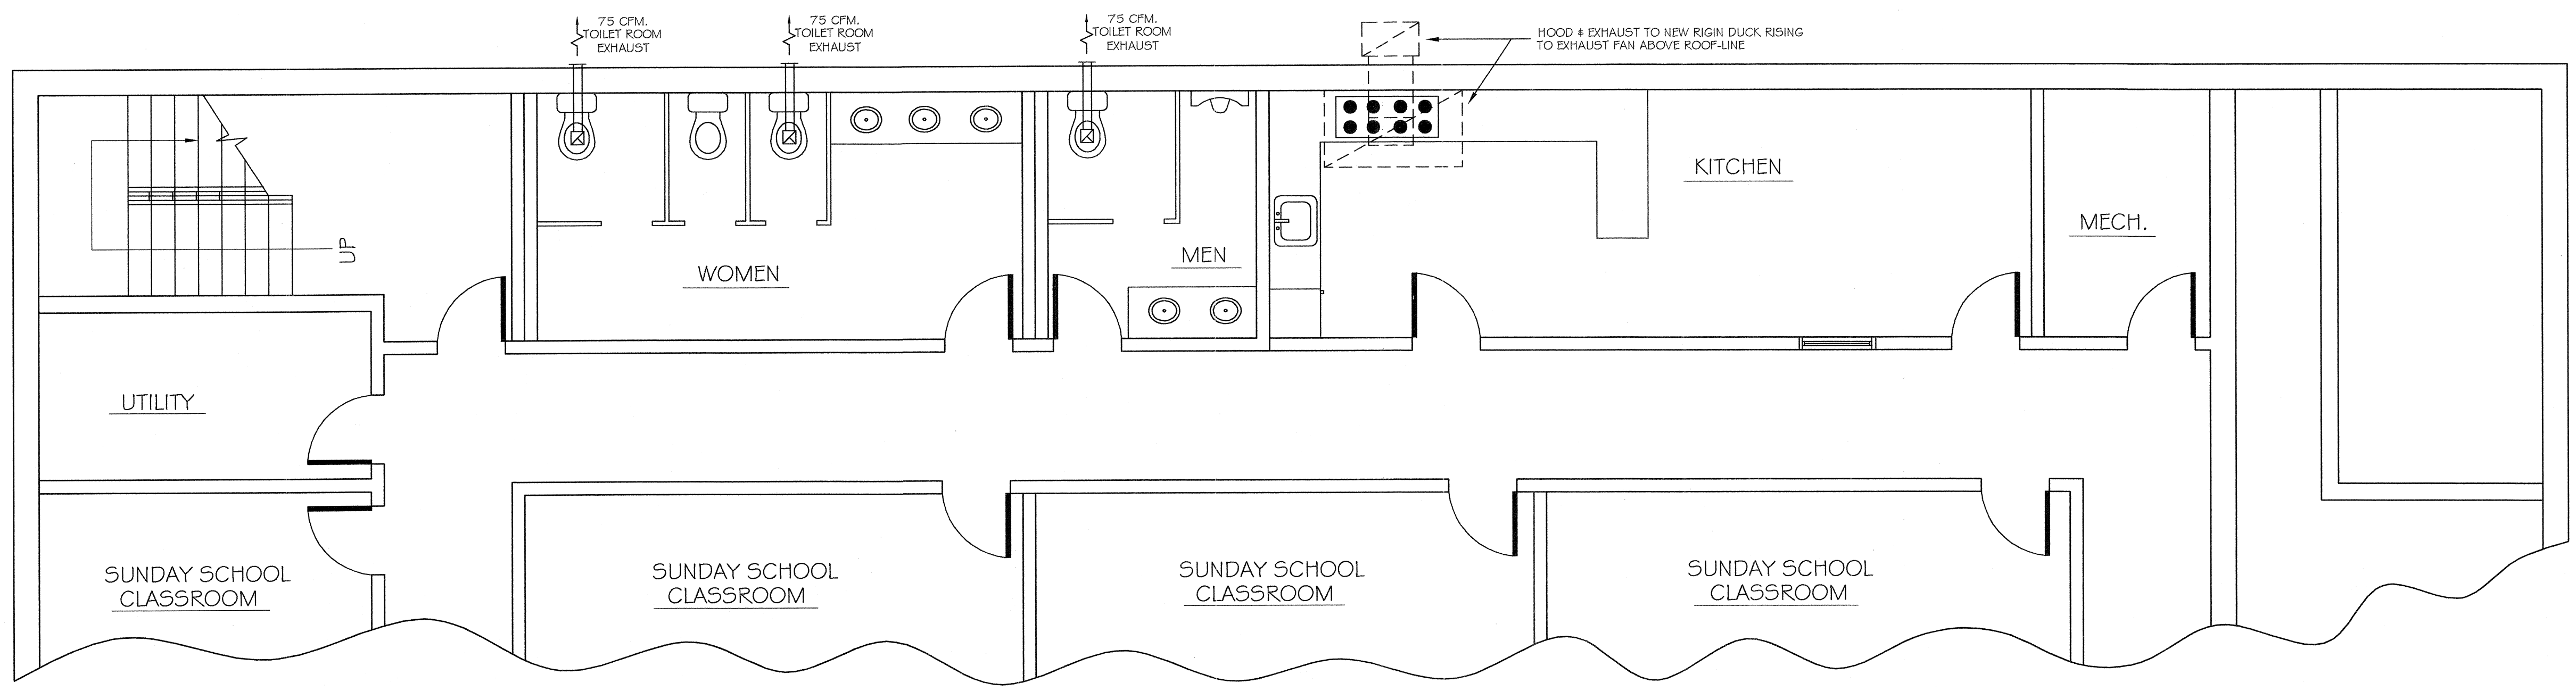 75 CFM.
TOILET ROOM
EXHAUST
75 CFM.
TOILET ROOM
EXHAUST
75 CFM.
TOILET ROOM
EXHAUST
HOOD & EXHAUST TO NEW RIGIN DUCK RISING
TO EXHAUST FAN ABOVE ROOF-LINE
KITCHEN
MECH.
UP
WOMEN
MEN
UTILITY
SUNDAY SCHOOL
CLASSROOM
SUNDAY SCHOOL
CLASSROOM
SUNDAY SCHOOL
CLASSROOM
SUNDAY SCHOOL
CLASSROOM